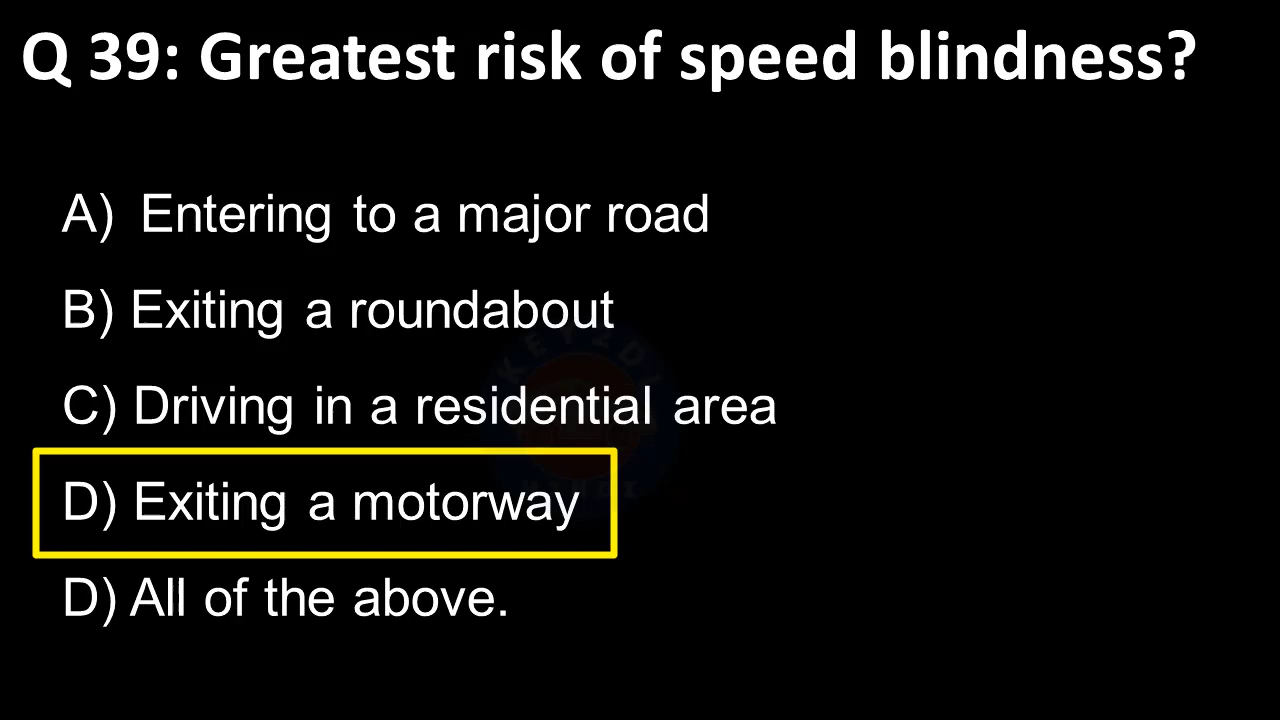 Q 39: Greatest risk of speed blindness?
A) Entering to a major road
B) Exiting a roundabout
C) Driving in a residential area
D) Exiting a motorway
D) All of the above.